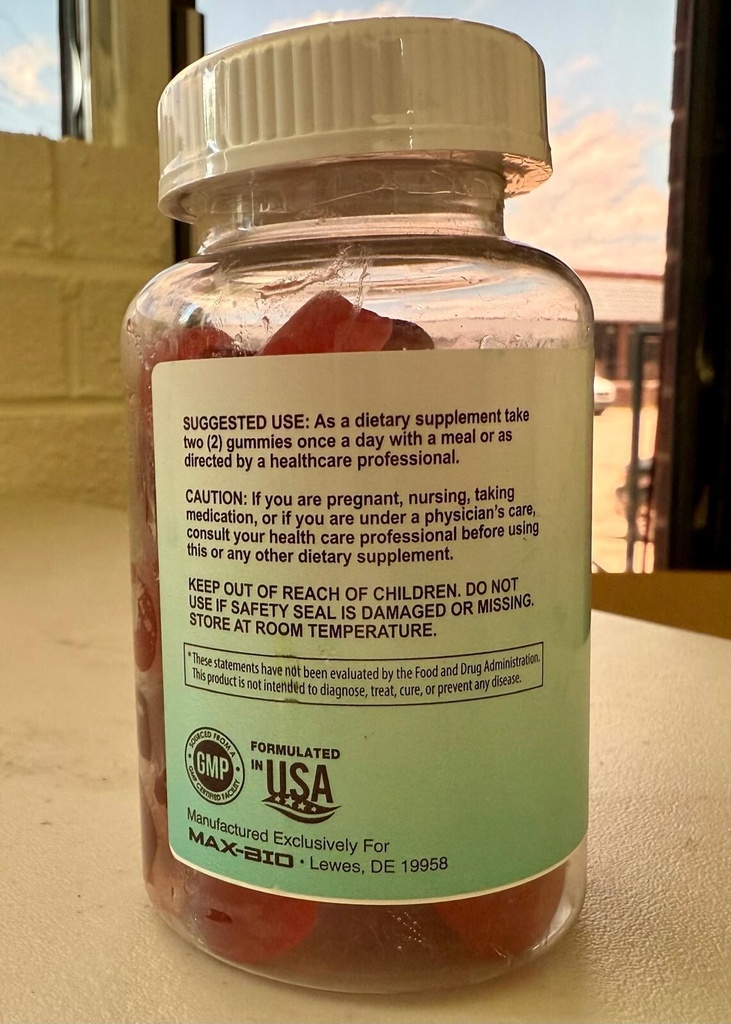 SUGGESTED USE: As a dietary supplement take
two (2) gummies once a day with a meal or as
directed by a healthcare professional.
CAUTION: If you are pregnant, nursing, taking
medication, or if you are under a physician's care,
consult your health care professional before using
this or any other dietary supplement.
KEEP OUT OF REACH OF CHILDREN. DO NOT
USE IF SAFETY SEAL IS DAMAGED OR MISSING.
STORE AT ROOM TEMPERATURE.
*These statements have not been evaluated by the Food and Drug Administration.
This product is not intended to diagnose, treat, cure, or prevent any disease.
SOURCED FROM A
GMP
GMP CERTIFIED FACILITY
FORMULATED
IN USA
Manufactured Exclusively For
MAX-BIO • Lewes, DE 19958